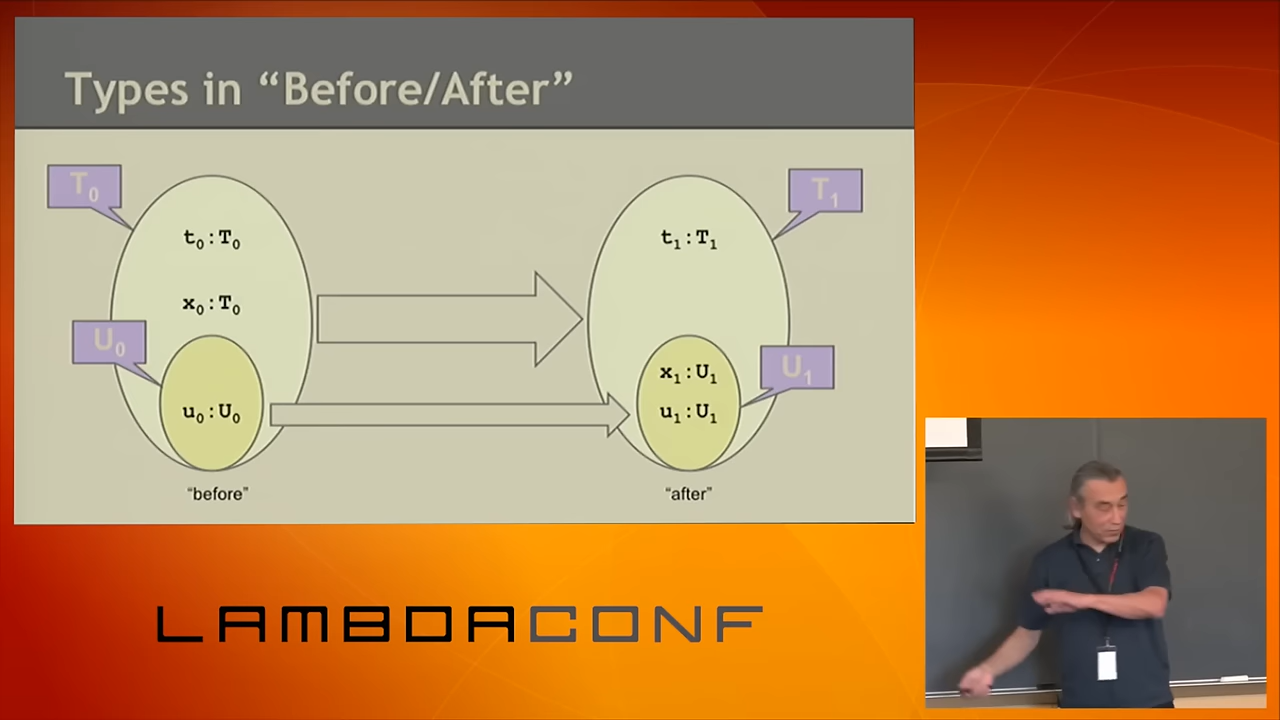 Types in “Before/After”
T₀
T₁
t₀:T₀
t₁:T₁
x₀:T₀
U₀
U₁
x₁:U₁
u₀:U₀
u₁:U₁
“before”
“after”
LAMBDACONF